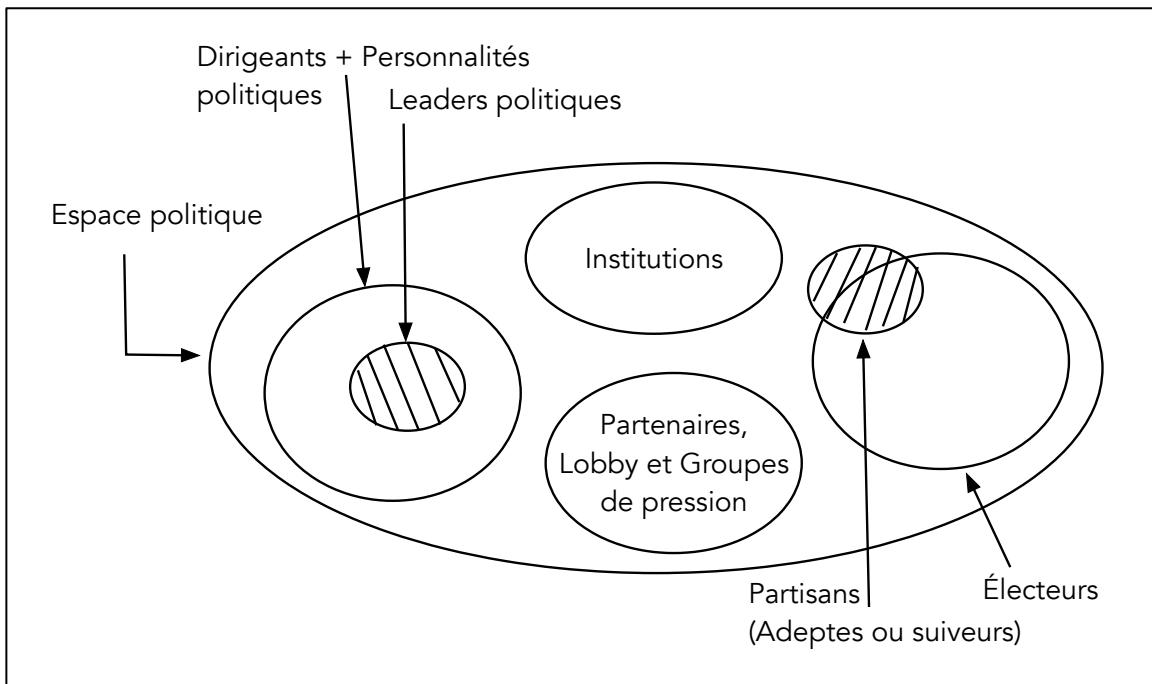 Dirigeants + Personnalités
politiques
Leaders politiques
Espace politique
Institutions
Partenaires,
Lobby et Groupes
de pression
Partisans
(Adeptes ou suiveurs)
Électeurs